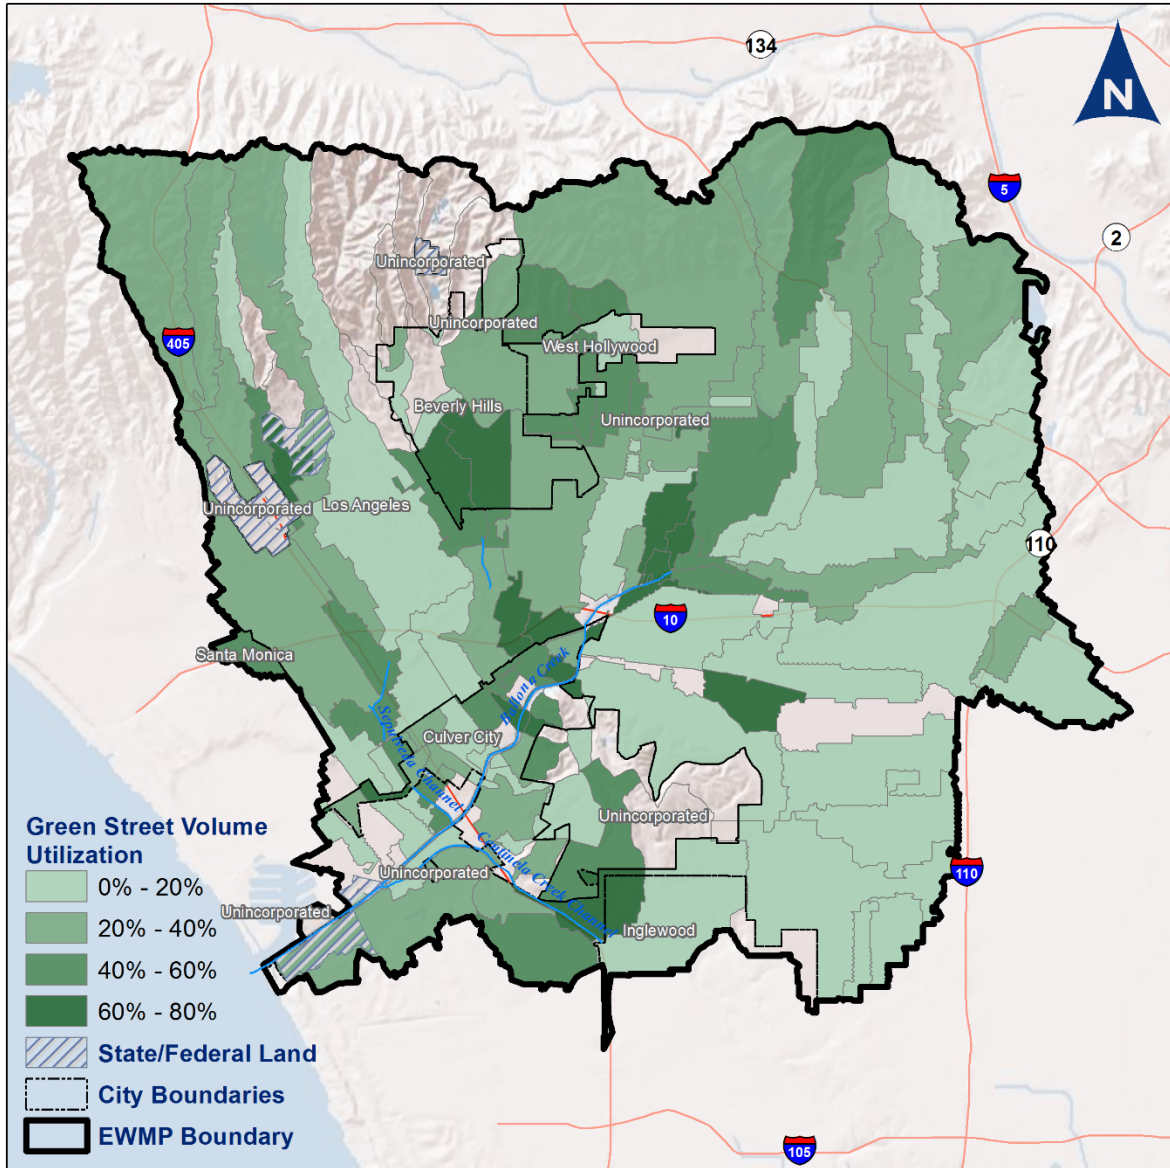 134
N
5
2
Unincorporated
Unincorporated
405
West Hollywood
Beverly Hills
Unincorporated
Los Angeles
Unincorporated
110
10
Santa Monica
Ballona Creek
Sepulveda Channel
Culver City
Unincorporated
Centinela Creek Channel
Unincorporated
110
Unincorporated
Inglewood
Green Street Volume
Utilization
0% - 20%
20% - 40%
40% - 60%
60% - 80%
State/Federal Land
City Boundaries
EWMP Boundary
105